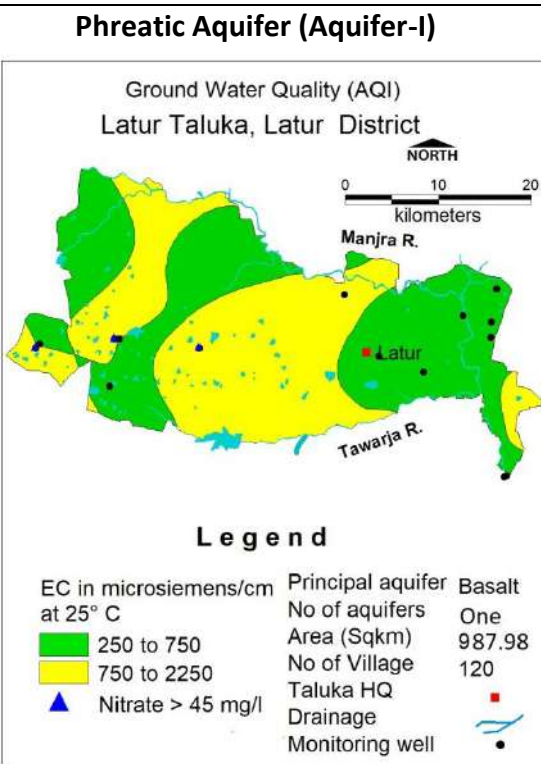 Phreatic Aquifer (Aquifer-I)
Ground Water Quality (AQI)
Latur Taluka, Latur District
NORTH
0 10 20
kilometers
Manjra R.
Latur
Tawarja R.
Legend
EC in microsiemens/cm
at 25° C
250 to 750
750 to 2250
Nitrate > 45 mg/l
Principal aquifer Basalt
No of aquifers One
Area (Sqkm) 987.98
No of Village 120
Taluka HQ
Drainage
Monitoring well